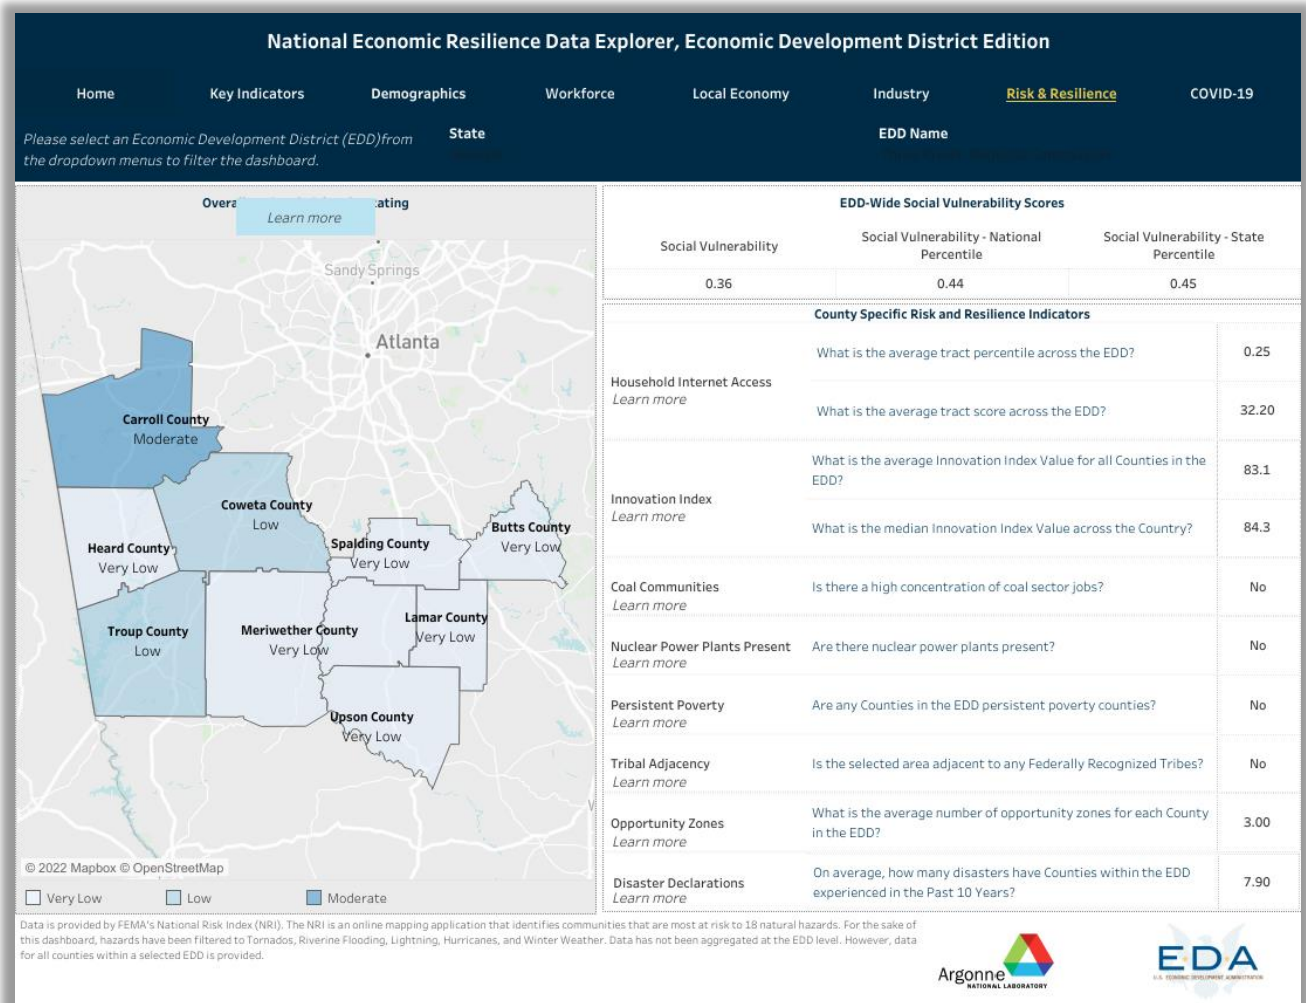 National Economic Resilience Data Explorer, Economic Development District Edition
Home Key Indicators Demographics Workforce Local Economy Industry Risk & Resilience COVID-19
Please select an Economic Development District (EDD)from
the dropdown menus to filter the dashboard.
State
EDD Name
Learn more
Sandy Springs
Atlanta
Carroll County
Moderate
Coweta County
Low
Heard County
Very Low
Spalding County
Very Low
Butts County
Very Low
Troup County
Low
Meriwether County
Very Low
Lamar County
Very Low
Upson County
Very Low
© 2022 Mapbox © OpenStreetMap
Very Low Low Moderate
EDD-Wide Social Vulnerability Scores
Social Vulnerability
Social Vulnerability - National
Percentile
Social Vulnerability - State
Percentile
0.36 0.44 0.45
County Specific Risk and Resilience Indicators
Household Internet Access
Learn more
What is the average tract percentile across the EDD? 0.25
What is the average tract score across the EDD? 32.20
Innovation Index
Learn more
What is the average Innovation Index Value for all Counties in the
EDD?
83.1
What is the median Innovation Index Value across the Country? 84.3
Coal Communities
Learn more
Is there a high concentration of coal sector jobs? No
Nuclear Power Plants Present
Learn more
Are there nuclear power plants present? No
Persistent Poverty
Learn more
Are any Counties in the EDD persistent poverty counties? No
Tribal Adjacency
Learn more
Is the selected area adjacent to any Federally Recognized Tribes? No
Opportunity Zones
Learn more
What is the average number of opportunity zones for each County
in the EDD?
3.00
Disaster Declarations
Learn more
On average, how many disasters have Counties within the EDD
experienced in the Past 10 Years?
7.90
Data is provided by FEMA's National Risk Index (NRI). The NRI is an online mapping application that identifies communities that are most at risk to 18 natural hazards. For the sake of
this dashboard, hazards have been filtered to Tornados, Riverine Flooding, Lightning, Hurricanes, and Winter Weather. Data has not been aggregated at the EDD level. However, data
for all counties within a selected EDD is provided.
Argonne
NATIONAL LABORATORY
EDA
U.S. ECONOMIC DEVELOPMENT ADMINISTRATION